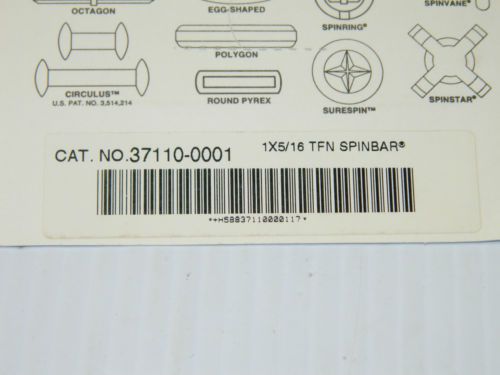 OCTAGON
EGG-SHAPED
SPINRING®
SPINVANE®
POLYGON
CIRCULUS™
U.S. PAT. NO. 3,514,214
ROUND PYREX
SURESPIN™
SPINSTAR®
CAT. NO.37110-0001
1X5/16 TFN SPINBAR®
*+H58837110000117*